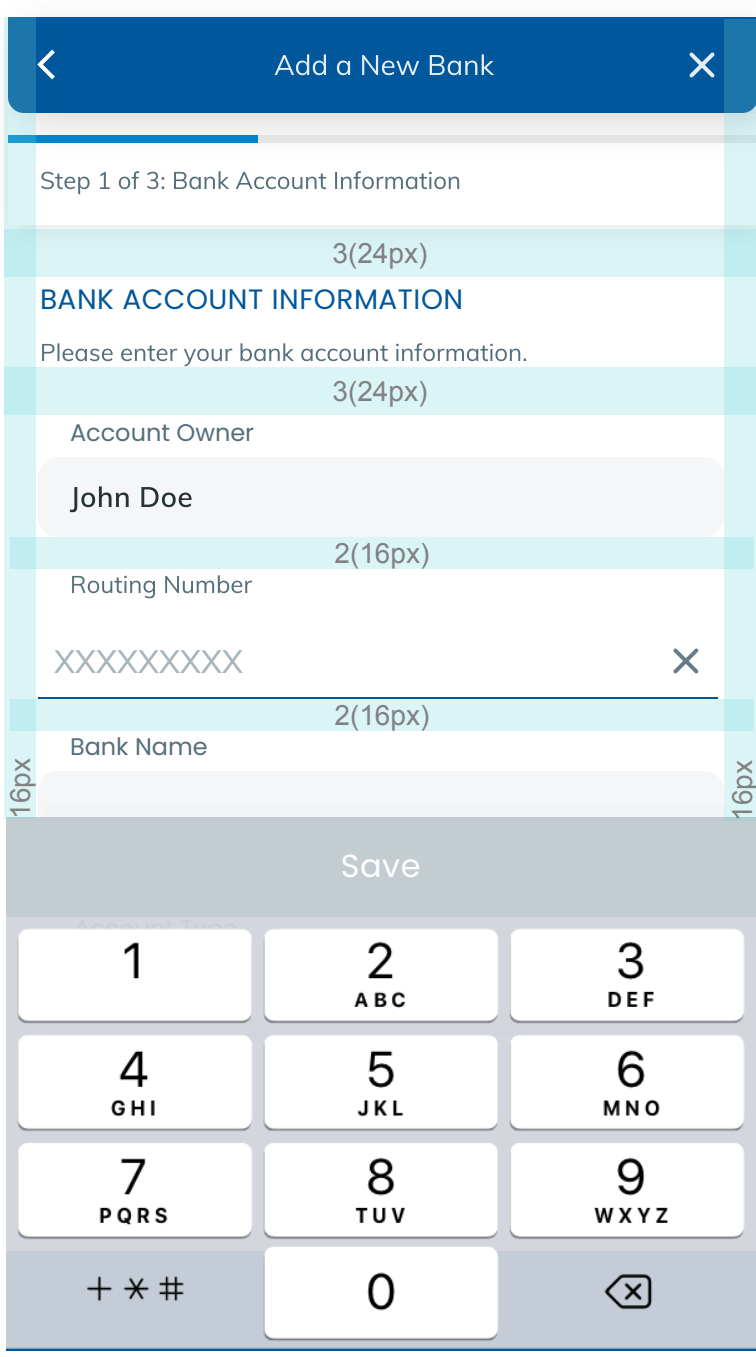 Add a New Bank
Step 1 of 3: Bank Account Information
3(24px)
BANK ACCOUNT INFORMATION
Please enter your bank account information.
3(24px)
Account Owner
John Doe
2(16px)
Routing Number
XXXXXXXXX
2(16px)
Bank Name
16px
16px
Save
Account Type
1
2
3
ABC
DEF
4
5
6
GHI
JKL
MNO
7
8
9
PQRS
TUV
WXYZ
+*#
0